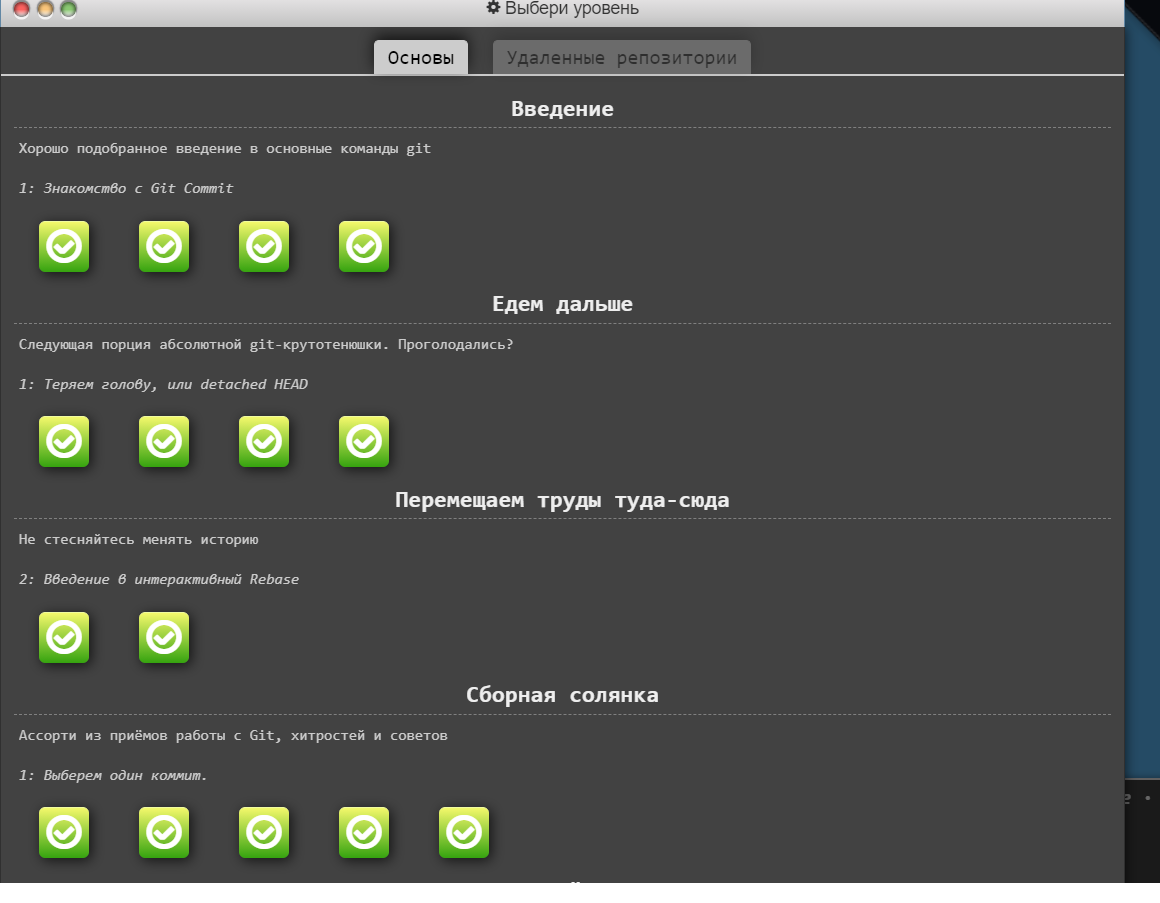 Выбери уровень
Основы
Удаленные репозитории
Введение
Хорошо подобранное введение в основные команды git
1: Знакомство с Git Commit
Едем дальше
Следующая порция абсолютной git-крутотенюшки. Проголодались?
1: Теряем голову, или detached HEAD
Перемещаем труды туда-сюда
Не стесняйтесь менять историю
2: Введение в интерактивный Rebase
Сборная солянка
Ассорти из приёмов работы с Git, хитростей и советов
1: Выберем один коммит.